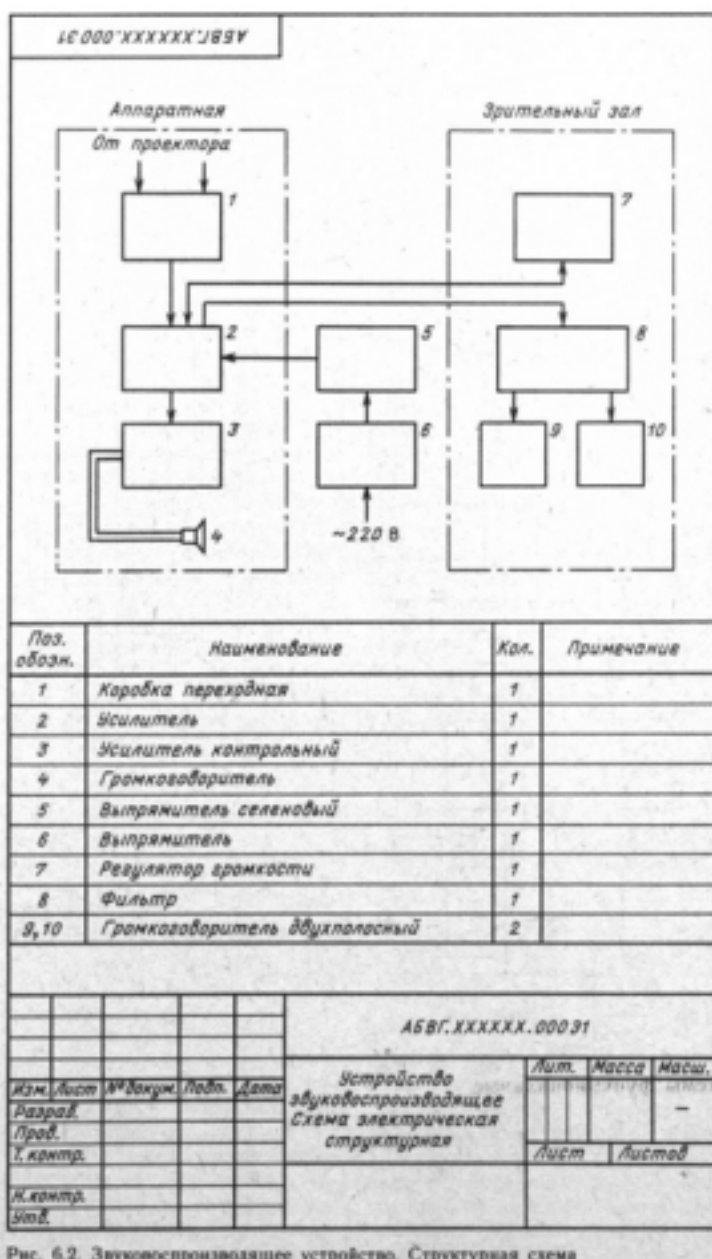 АБВГ.XXXXXX.000Э1
Аппаратная
Зрительный зал
От проектора
1
7
2
5
8
3
6
9
10
4
~220 В
Поз. обозн. Наименование Кол. Примечание
1 Коробка переходная 1
2 Усилитель 1
3 Усилитель контрольный 1
4 Громкоговоритель 1
5 Выпрямитель селеновый 1
6 Выпрямитель 1
7 Регулятор громкости 1
8 Фильтр 1
9,10 Громкоговоритель двухполосный 2
АБВГ.XXXXXX.000Э1
Изм. Лист № докум. Подп. Дата
Разраб.
Пров.
Т. контр.
Н.контр.
Утв.
Устройство
звуковоспроизводящее
Схема электрическая
структурная
Лит. Масса Масш.
–
Лист Листов
Рис. 6.2. Звуковоспроизводящее устройство. Структурная схема